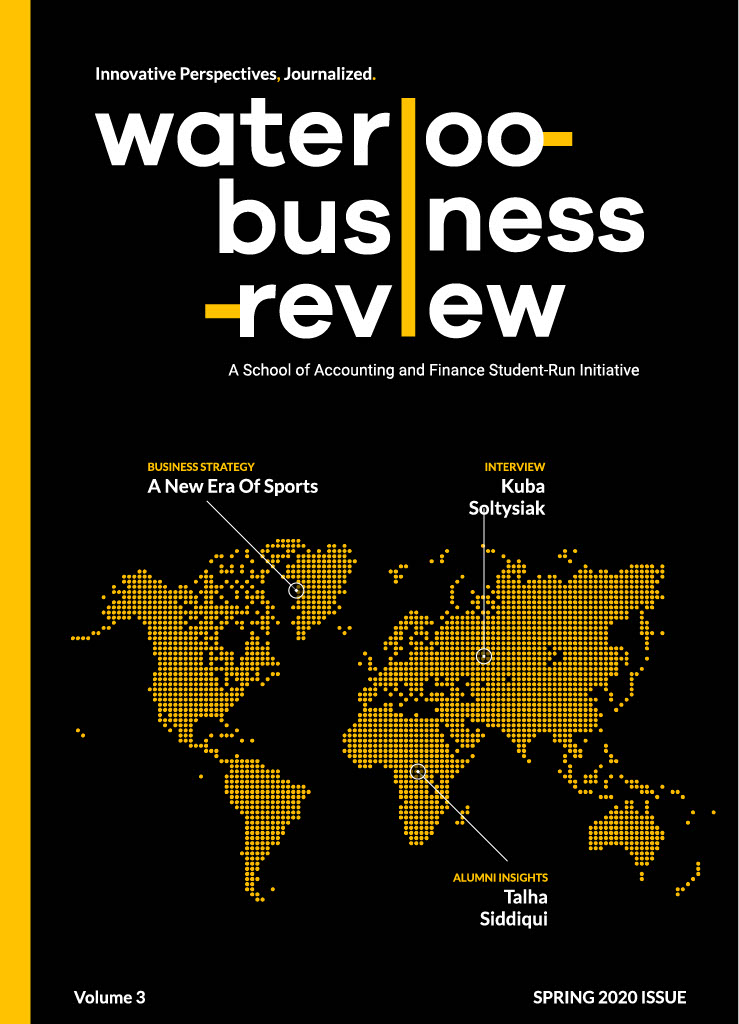 Innovative Perspectives, Journalized.
waterloo
business
review
A School of Accounting and Finance Student-Run Initiative
BUSINESS STRATEGY
A New Era Of Sports
INTERVIEW
Kuba
Soltysiak
ALUMNI INSIGHTS
Talha
Siddiqui
Volume 3
SPRING 2020 ISSUE